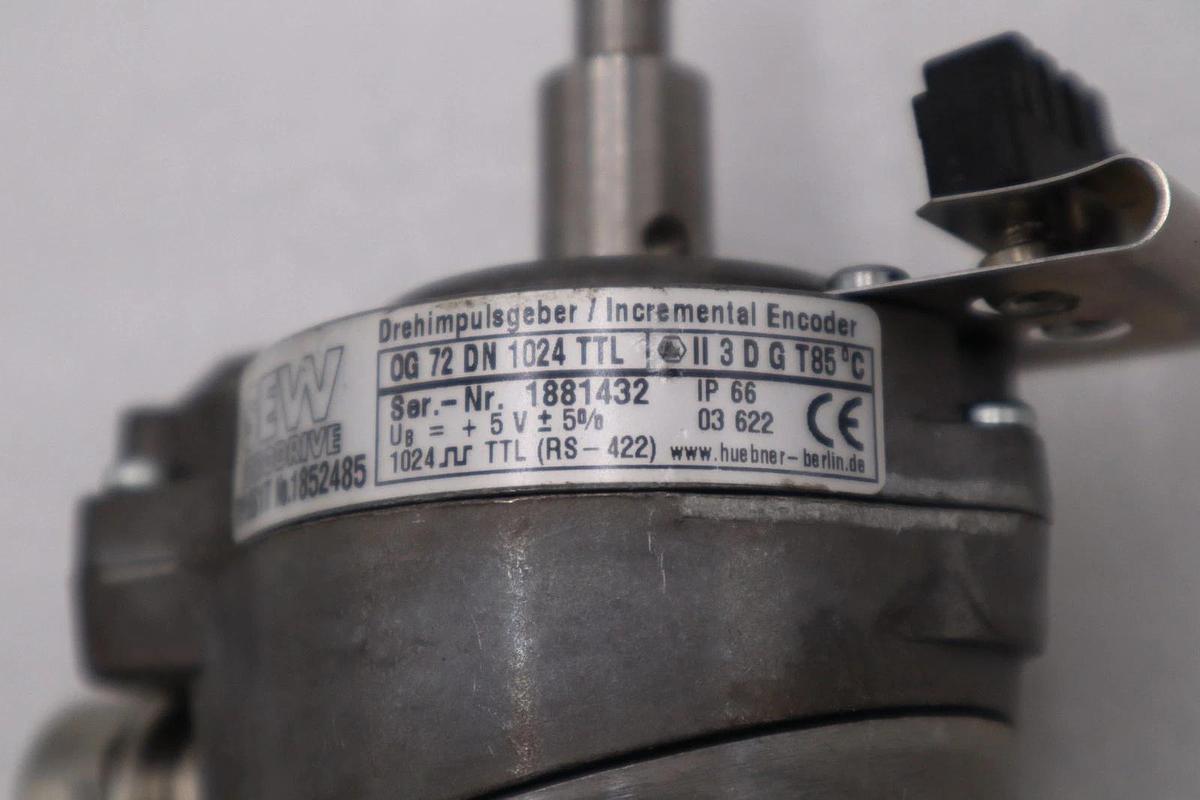 Drehimpulsgeber / Incremental Encoder
OG 72 DN 1024 TTL II 3 D G T85°C
Ser.-Nr. 1881432 IP 66
UB = + 5 V ± 5% 03 622 CE
1024 TTL (RS-422) www.huebner-berlin.de
SEW
1852485